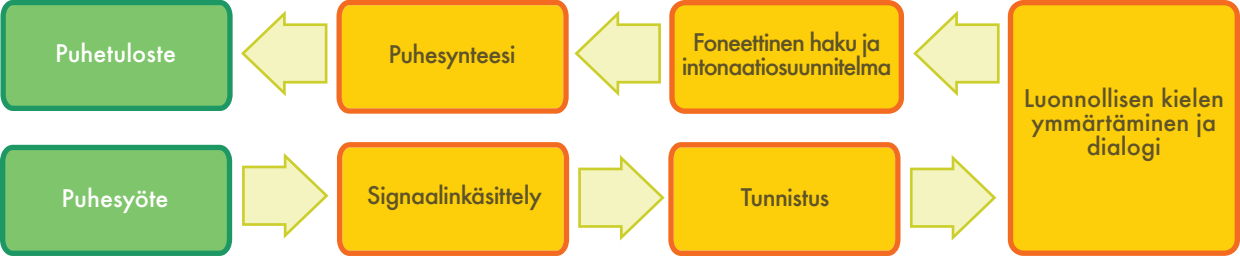 Puhetuloste
Puhesynteesi
Foneettinen haku ja
intonaatiosuunnitelma
Luonnollisen kielen
ymmärtäminen ja
dialogi
Puhesyöte
Signaalinkäsittely
Tunnistus